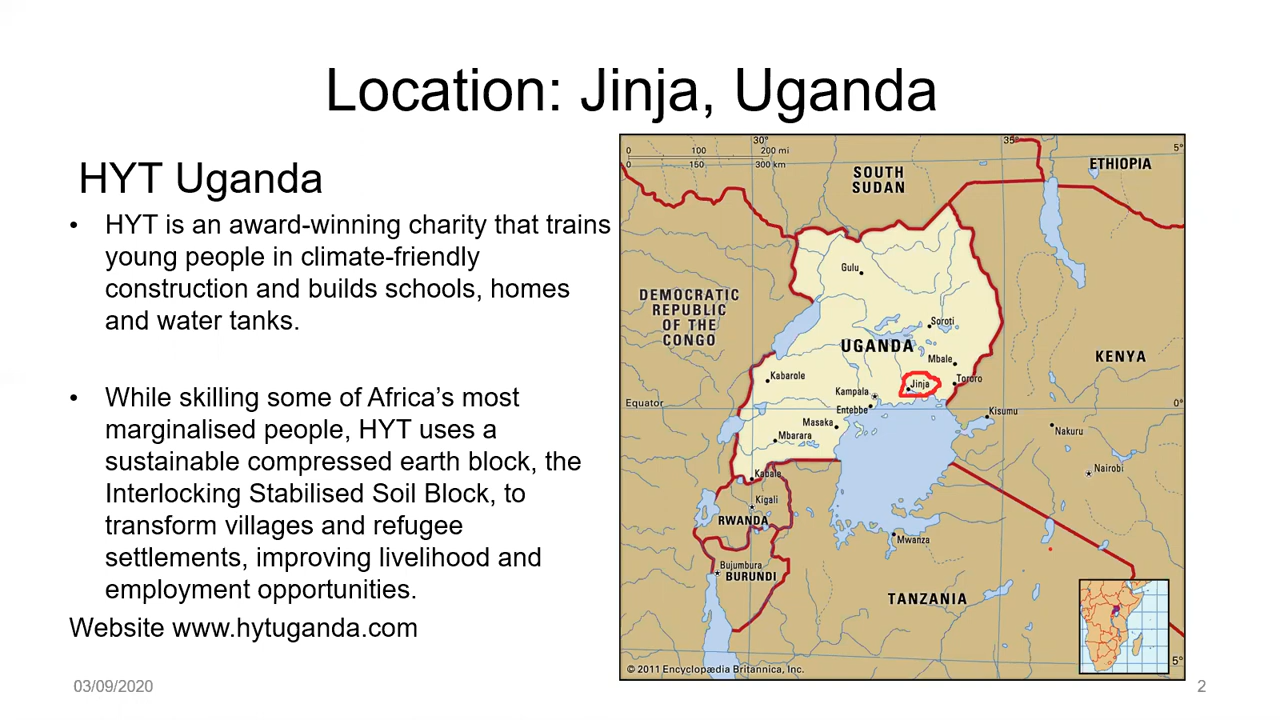 Location: Jinja, Uganda
HYT Uganda
• HYT is an award-winning charity that trains
young people in climate-friendly
construction and builds schools, homes
and water tanks.
• While skilling some of Africa’s most
marginalised people, HYT uses a
sustainable compressed earth block, the
Interlocking Stabilised Soil Block, to
transform villages and refugee
settlements, improving livelihood and
employment opportunities.
Website www.hytuganda.com
03/09/2020
30°
35°
5°
0 100 200 mi
0 150 300 km
SOUTH
SUDAN
ETHIOPIA
Gulu
DEMOCRATIC
REPUBLIC
OF THE
CONGO
Soroti
UGANDA
Mbale
KENYA
Kabarole
Jinja
Tororo
Kampala
Equator
0°
Entebbe
Kisumu
Masaka
Nakuru
Mbarara
Nairobi
Kabale
Kigali
RWANDA
Mwanza
Bujumbura
BURUNDI
TANZANIA
© 2011 Encyclopædia Britannica, Inc.
5°
2